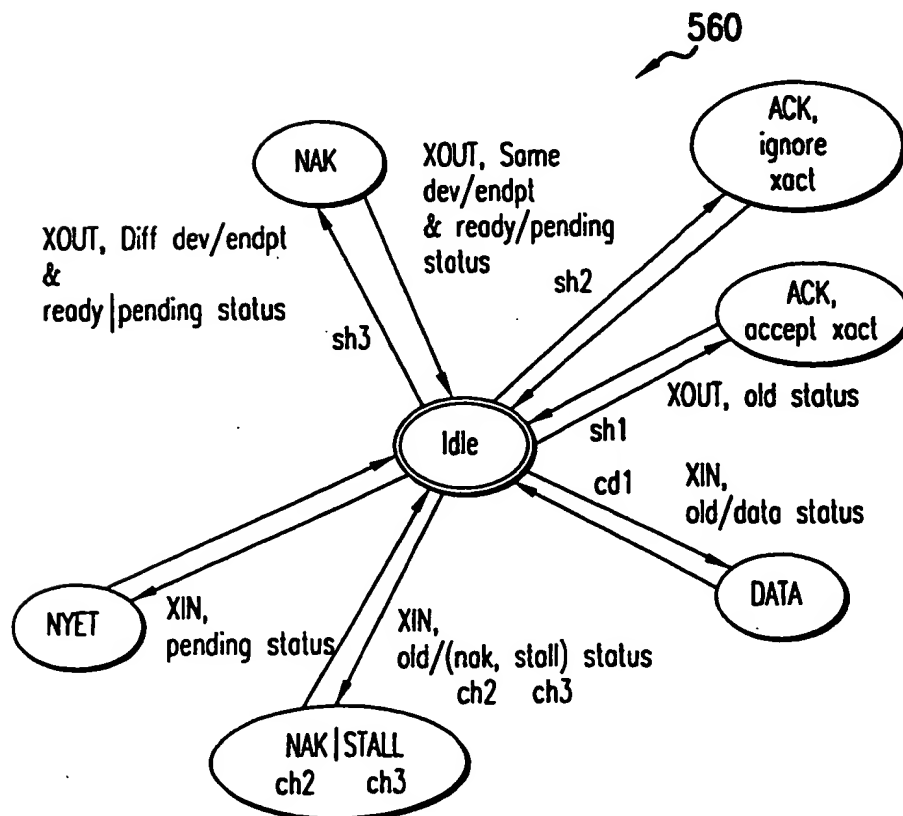 560
ACK,
ignore
xact
NAK
XOUT, Same
dev/endpt
& ready/pending
status
XOUT, Diff dev/endpt
&
ready|pending status
sh2
sh3
ACK,
accept xact
XOUT, old status
sh1
Idle
cd1
XIN,
old/data status
DATA
NYET
XIN,
pending status
XIN,
old/(nak, stall) status
ch2 ch3
NAK|STALL
ch2 ch3